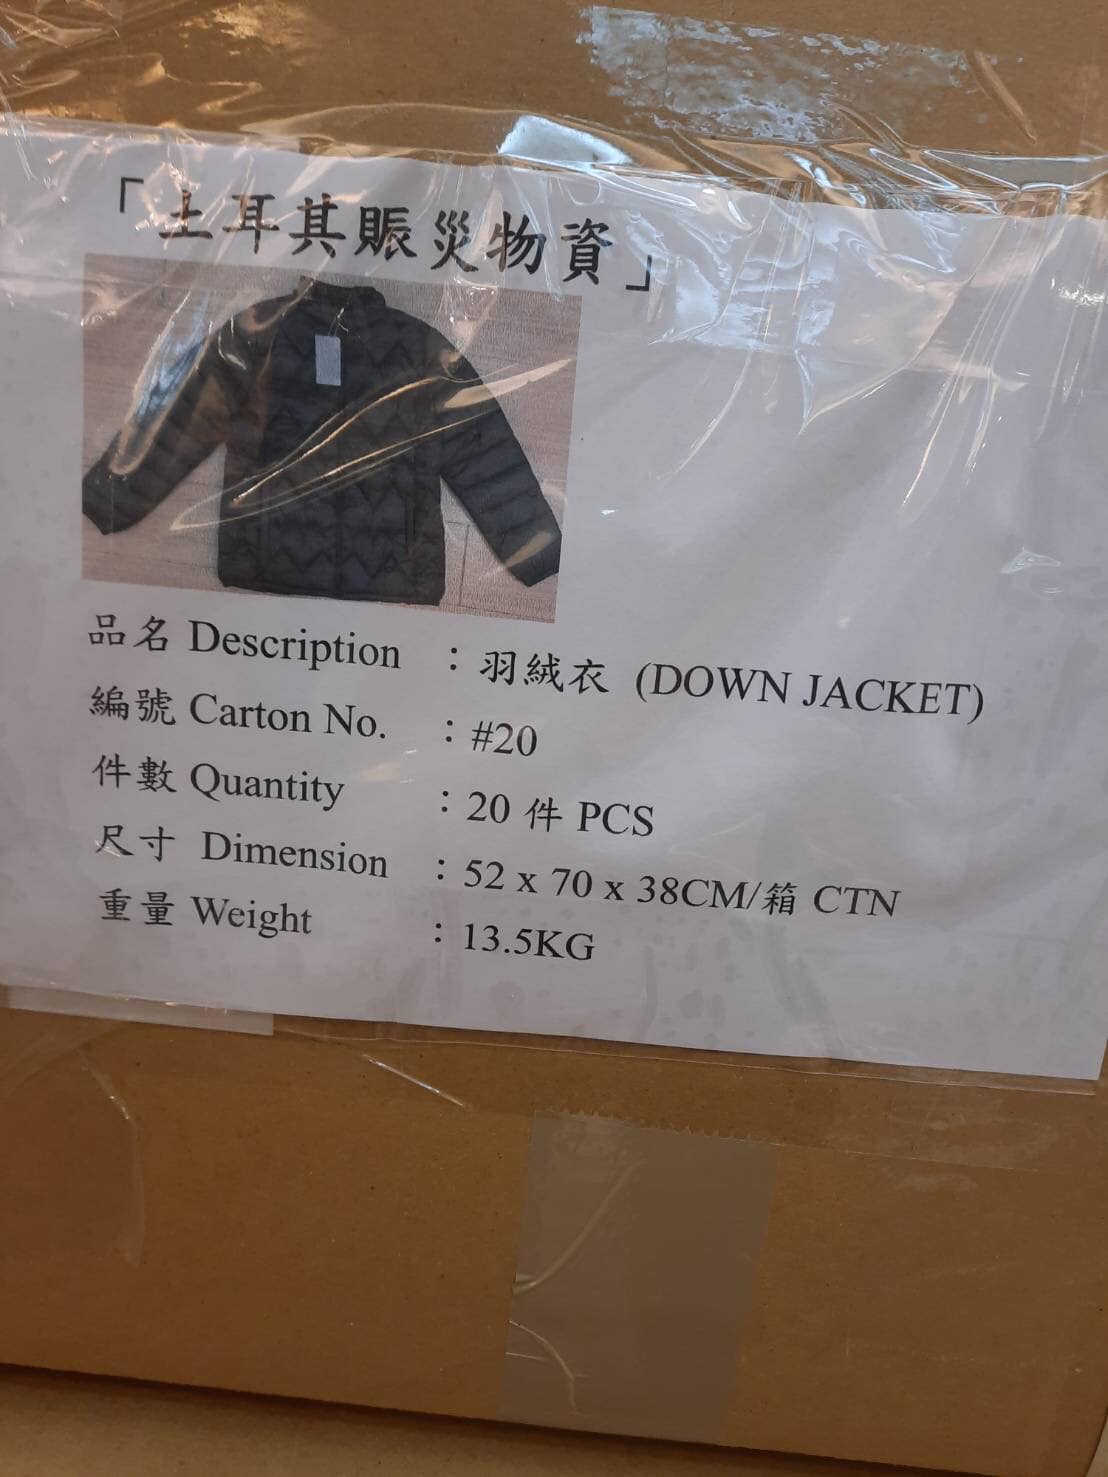 「土耳其賑災物資」
品名 Description ：羽絨衣 (DOWN JACKET)
編號 Carton No. ：#20
件數 Quantity ：20 件 PCS
尺寸 Dimension ：52 x 70 x 38CM/箱 CTN
重量 Weight ：13.5KG